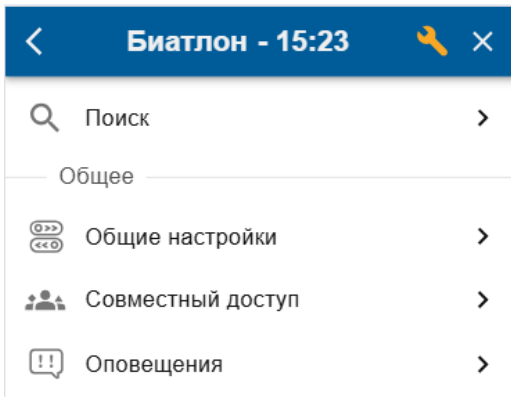 Биатлон - 15:23
Поиск
Общее
Общие настройки
Совместный доступ
Оповещения